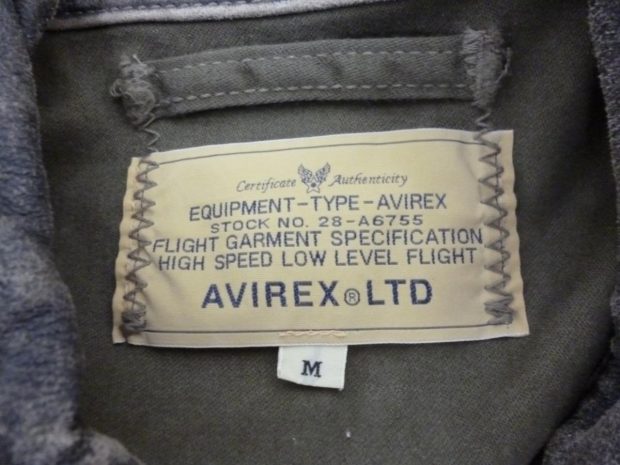 Certificate Authenticity
EQUIPMENT-TYPE-AVIREX
STOCK NO. 28-A6755
FLIGHT GARMENT SPECIFICATION
HIGH SPEED LOW LEVEL FLIGHT
AVIREX® LTD
M